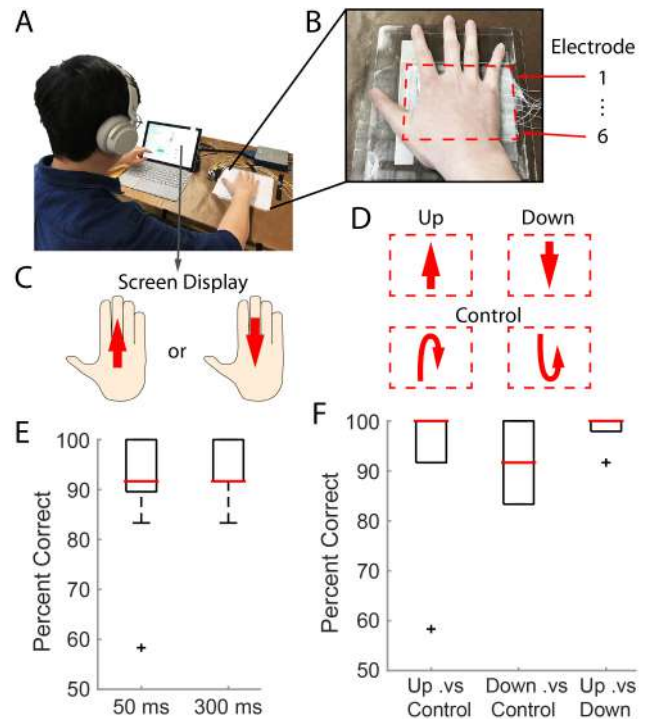 A
B
Electrode
1
⋮
6
C
Screen Display
or
D
Up
Down
Control
E
Percent Correct
100
90
80
70
60
50
50 ms
300 ms
F
Percent Correct
100
90
80
70
60
50
Up .vs
Control
Down .vs
Control
Up .vs
Down